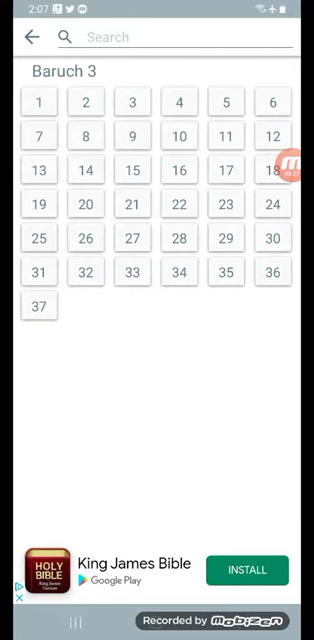 2:07
Search
Baruch 3
1 2 3 4 5 6
7 8 9 10 11 12
13 14 15 16 17 18
19 20 21 22 23 24
25 26 27 28 29 30
31 32 33 34 35 36
37
HOLY BIBLE
King James Version
King James Bible
Google Play
INSTALL
Recorded by mobizen